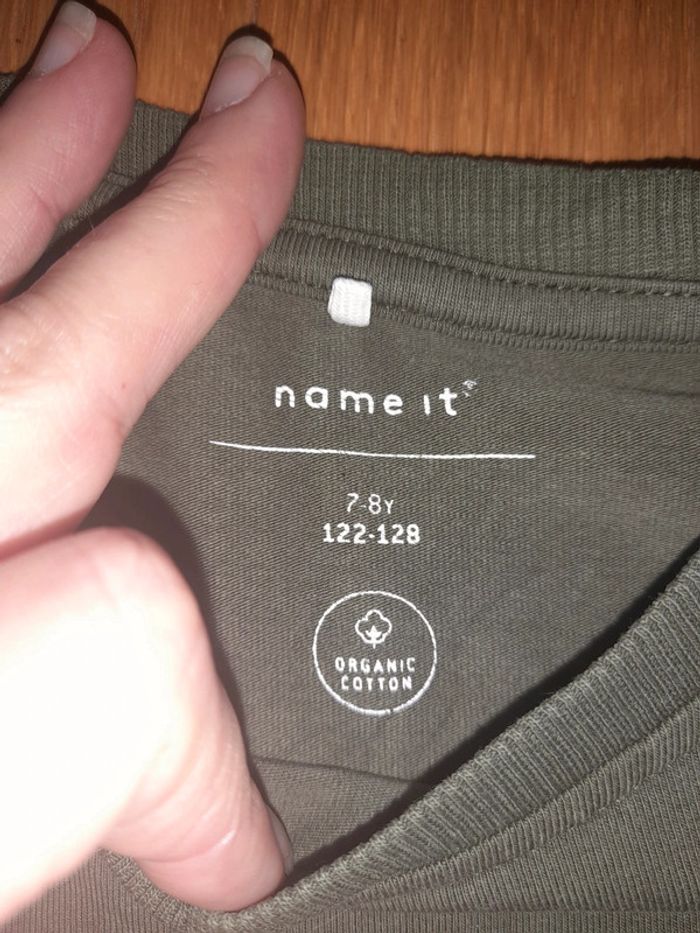 name it
7-8Y
122-128
ORGANIC
COTTON